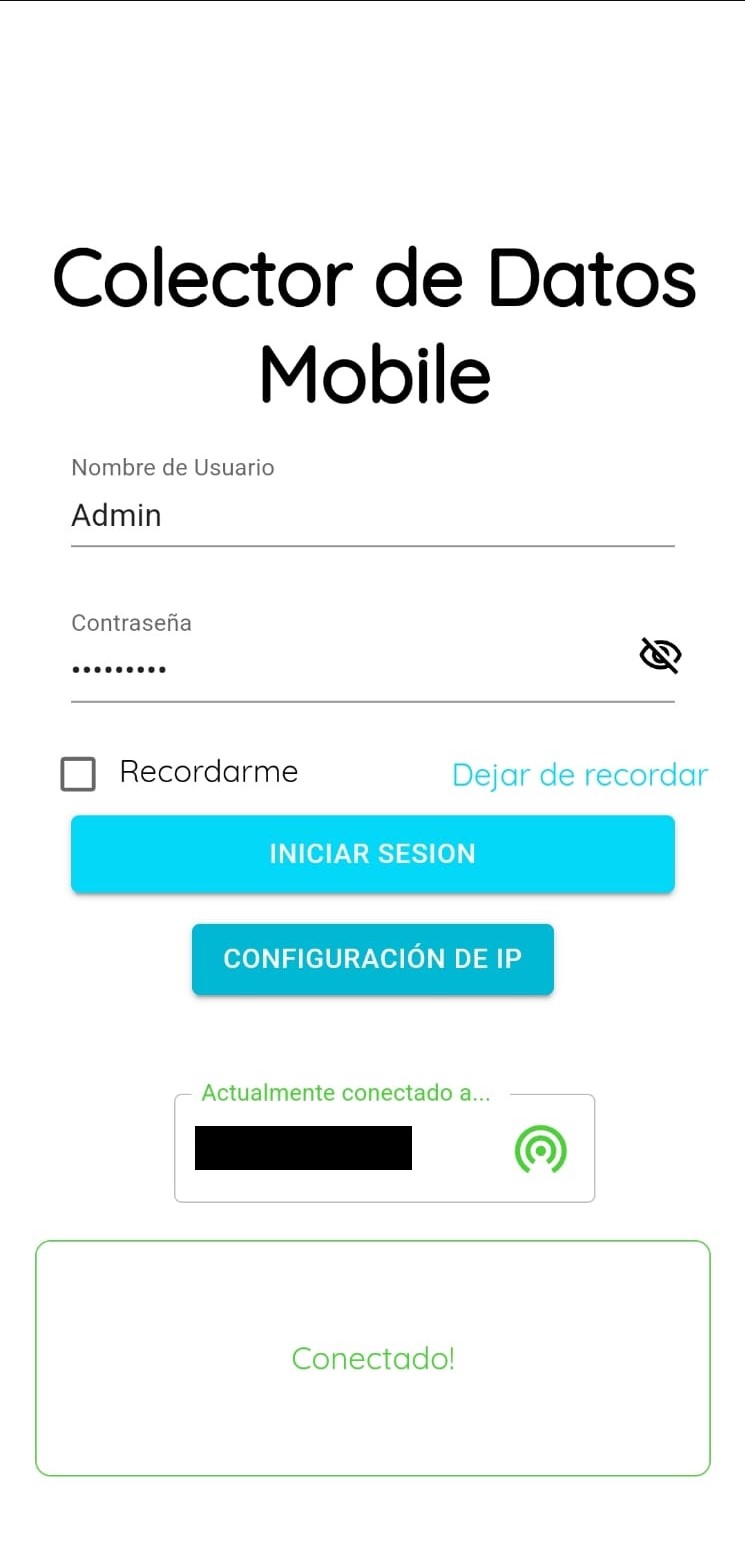 Colector de Datos
Mobile
Nombre de Usuario
Admin
Contraseña
•••••••••
Recordarme
Dejar de recordar
INICIAR SESION
CONFIGURACIÓN DE IP
Actualmente conectado a...
Conectado!